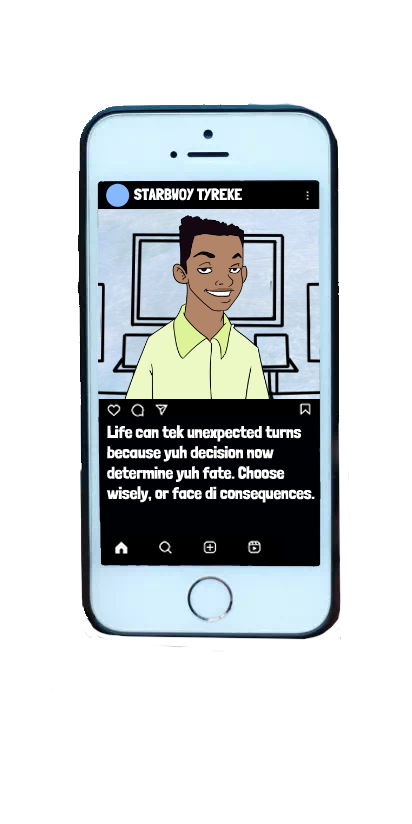 STARBWOY TYREKE
Life can tek unexpected turns
because yuh decision now
determine yuh fate. Choose
wisely, or face di consequences.